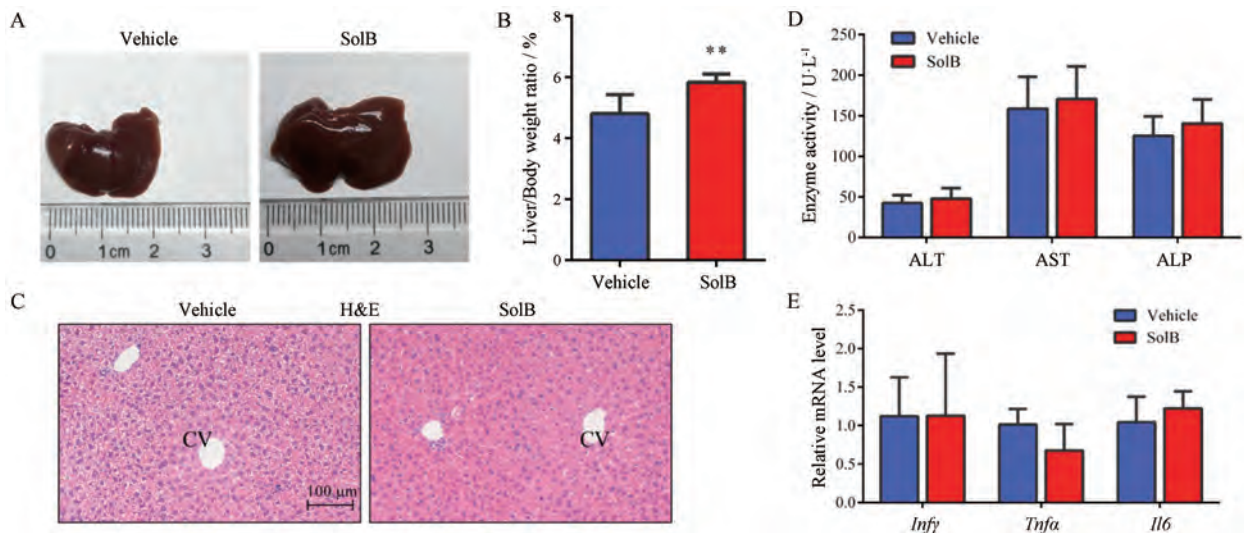 A
Vehicle
SolB
0 1cm 2 3
0 1cm 2 3
B
Liver/Body weight ratio / %
8
6
4
2
0
**
Vehicle
SolB
C
Vehicle
H&E
SolB
CV
100 μm
CV
D
Enzyme activity / U·L⁻¹
250
200
150
100
50
0
Vehicle
SolB
ALT
AST
ALP
E
Relative mRNA level
2.5
2.0
1.5
1.0
0.5
0.0
Vehicle
SolB
Infγ
Tnfα
Il6